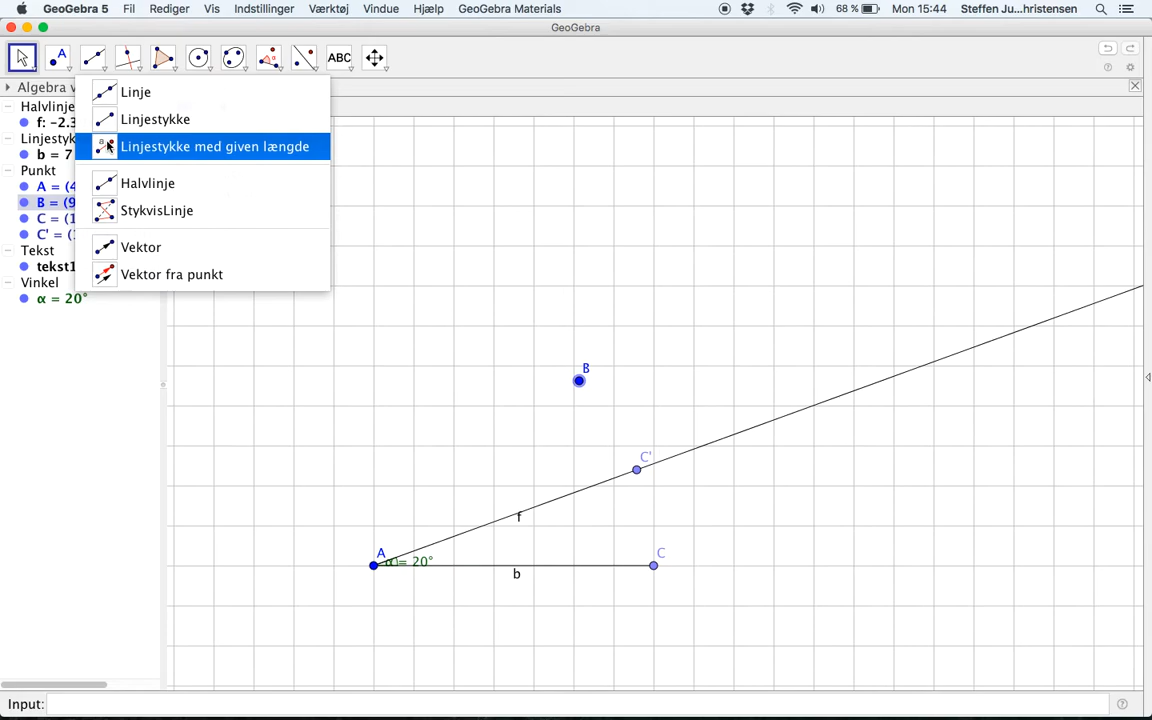 GeoGebra 5 Fil Rediger Vis Indstillinger Værktøj Vindue Hjælp GeoGebra Materials 68 % Mon 15:44 Steffen Ju...hristensen
GeoGebra
A ABC
Algebra v
Halvlinje
f: -2.3
Linjestyk
b = 7
Punkt
A = (4
B = (9
C = (1
C' = (
Tekst
tekst1
Vinkel
α = 20°
Linje
Linjestykke
a Linjestykke med given længde
Halvlinje
StykvisLinje
Vektor
Vektor fra punkt
B
C'
f
A
α = 20°
C
b
Input: